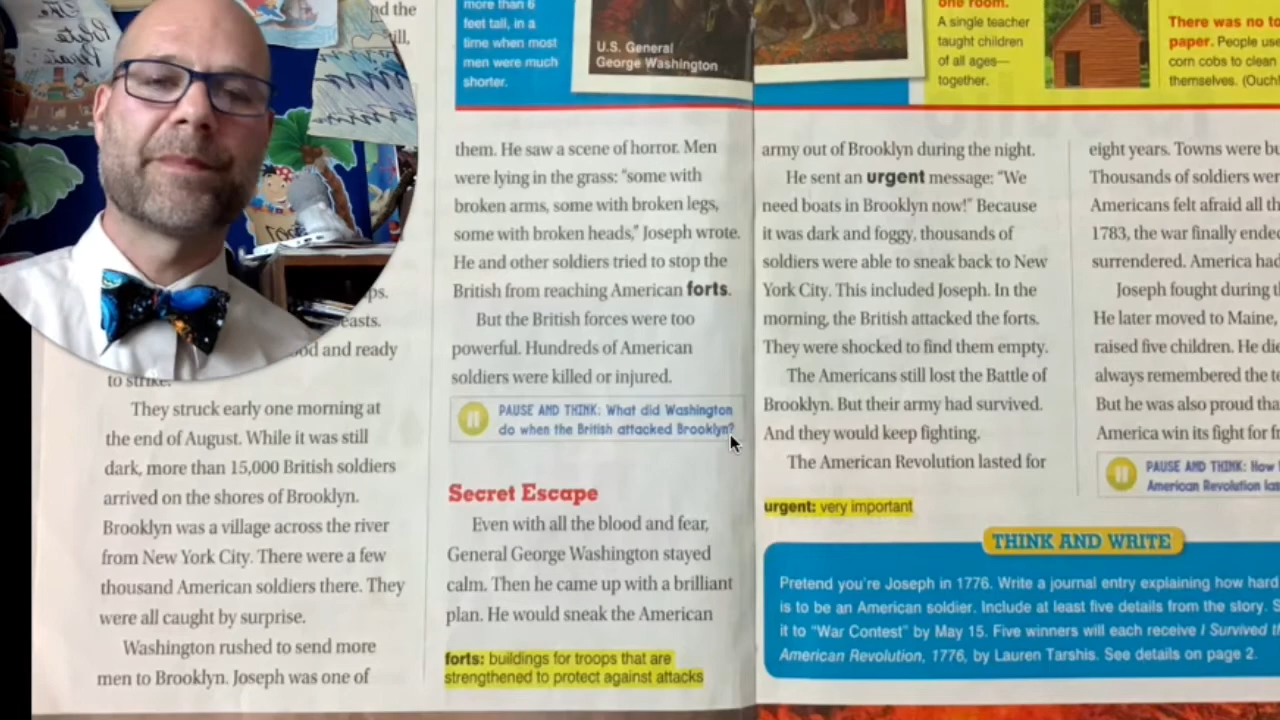 nd the
ill,
ps.
easts.
od and ready
to strike.
They struck early one morning at
the end of August. While it was still
dark, more than 15,000 British soldiers
arrived on the shores of Brooklyn.
Brooklyn was a village across the river
from New York City. There were a few
thousand American soldiers there. They
were all caught by surprise.
Washington rushed to send more
men to Brooklyn. Joseph was one of
more than 6
feet tall, in a
time when most
men were much
shorter.
U.S. General
George Washington
them. He saw a scene of horror. Men
were lying in the grass: “some with
broken arms, some with broken legs,
some with broken heads,” Joseph wrote.
He and other soldiers tried to stop the
British from reaching American forts.
But the British forces were too
powerful. Hundreds of American
soldiers were killed or injured.
PAUSE AND THINK: What did Washington
do when the British attacked Brooklyn?
Secret Escape
Even with all the blood and fear,
General George Washington stayed
calm. Then he came up with a brilliant
plan. He would sneak the American
forts: buildings for troops that are
strengthened to protect against attacks
one room.
A single teacher
taught children
of all ages—
together.
There was no to
paper. People use
corn cobs to clean
themselves. (Ouch!
army out of Brooklyn during the night.
He sent an urgent message: “We
need boats in Brooklyn now!” Because
it was dark and foggy, thousands of
soldiers were able to sneak back to New
York City. This included Joseph. In the
morning, the British attacked the forts.
They were shocked to find them empty.
The Americans still lost the Battle of
Brooklyn. But their army had survived.
And they would keep fighting.
The American Revolution lasted for
urgent: very important
eight years. Towns were bu
Thousands of soldiers wer
Americans felt afraid all th
1783, the war finally ende
surrendered. America had
Joseph fought during t
He later moved to Maine,
raised five children. He die
always remembered the te
But he was also proud tha
America win its fight for f
PAUSE AND THINK: How
American Revolution las
THINK AND WRITE
Pretend you’re Joseph in 1776. Write a journal entry explaining how hard
is to be an American soldier. Include at least five details from the story. S
it to “War Contest” by May 15. Five winners will each receive I Survived th
American Revolution, 1776, by Lauren Tarshis. See details on page 2.